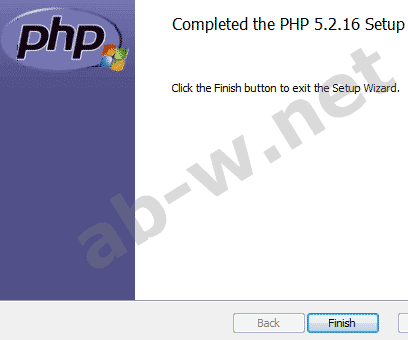 php
Completed the PHP 5.2.16 Setup
Click the Finish button to exit the Setup Wizard.
ab-w.net
Back
Finish